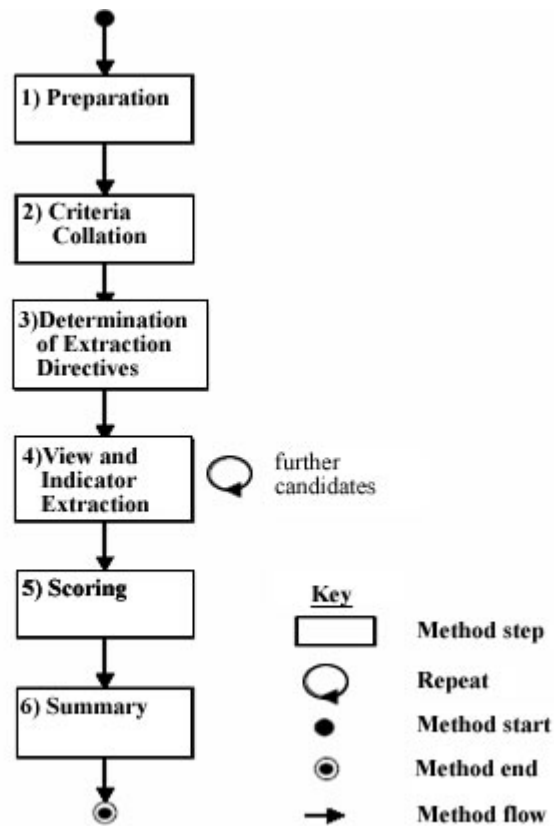 1) Preparation
2) Criteria
Collation
3)Determination
of Extraction
Directives
4)View and
Indicator
Extraction
further
candidates
5) Scoring
6) Summary
Key
Method step
Repeat
Method start
Method end
Method flow